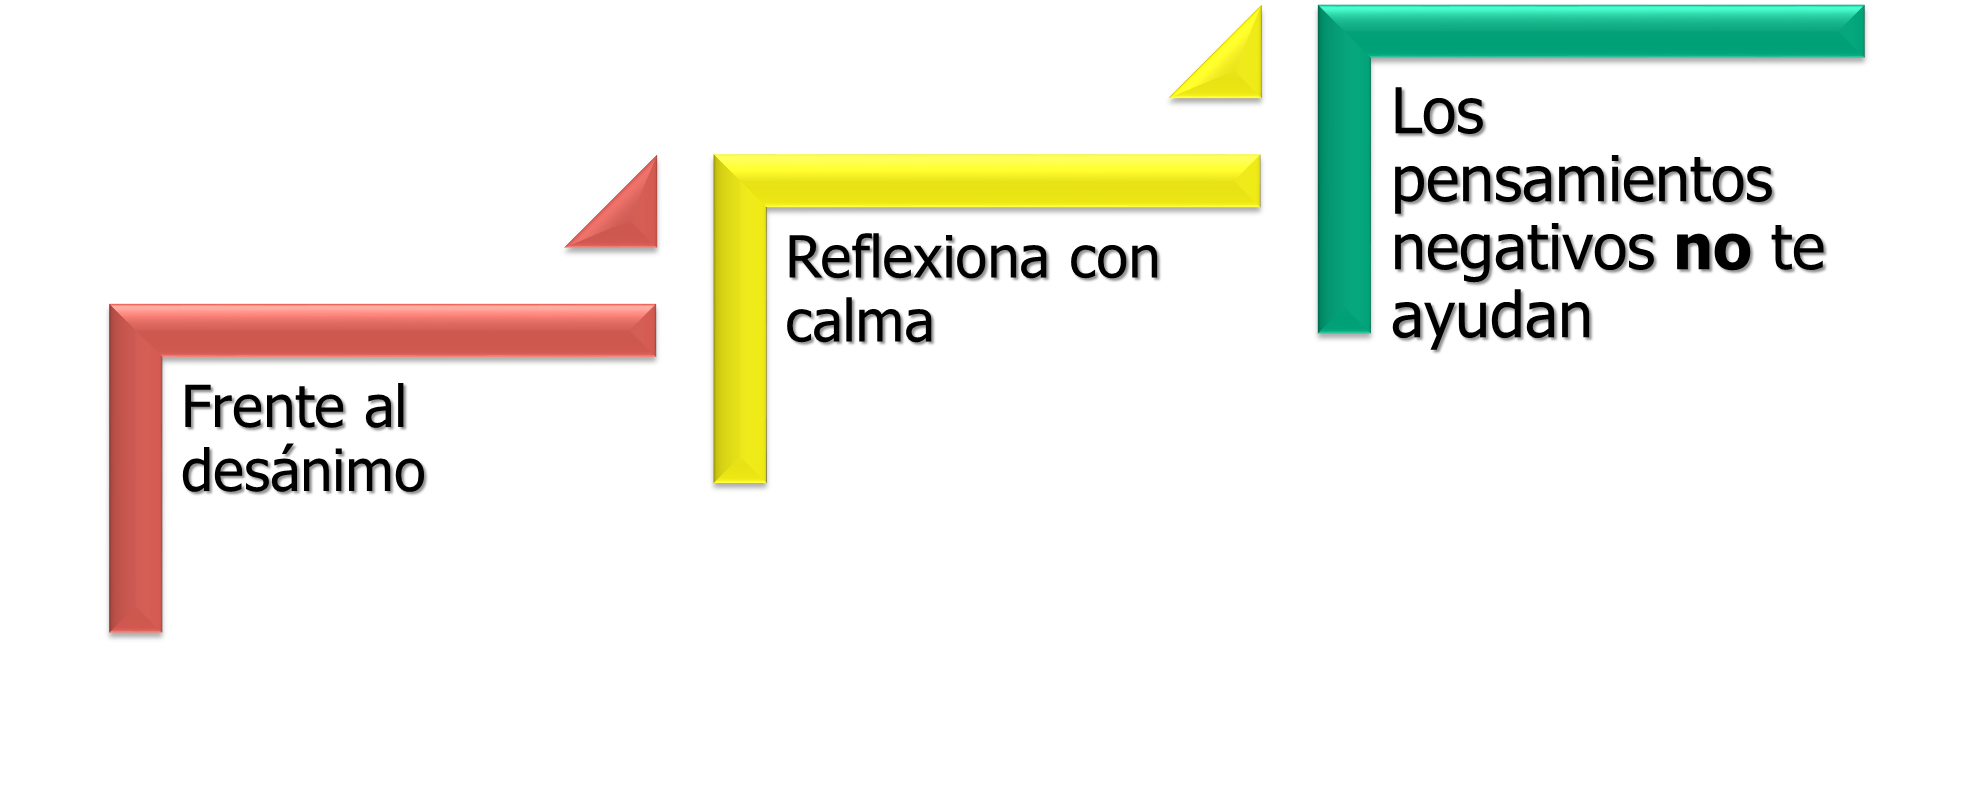 Frente al
desánimo
Reflexiona con
calma
Los
pensamientos
negativos no te
ayudan